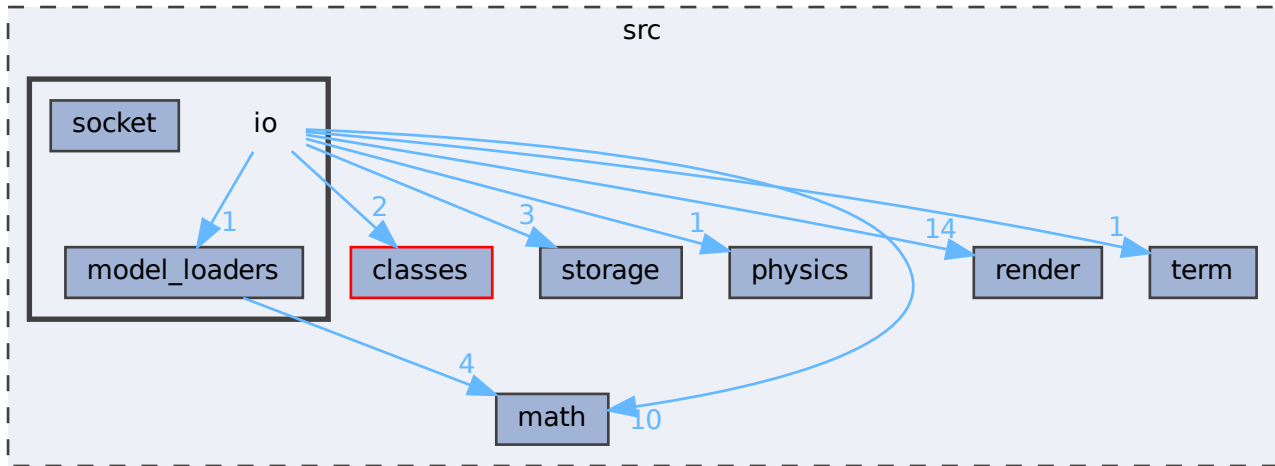 src
socket
io
1
2
3
1
14
1
model_loaders
classes
storage
physics
render
term
4
math
10